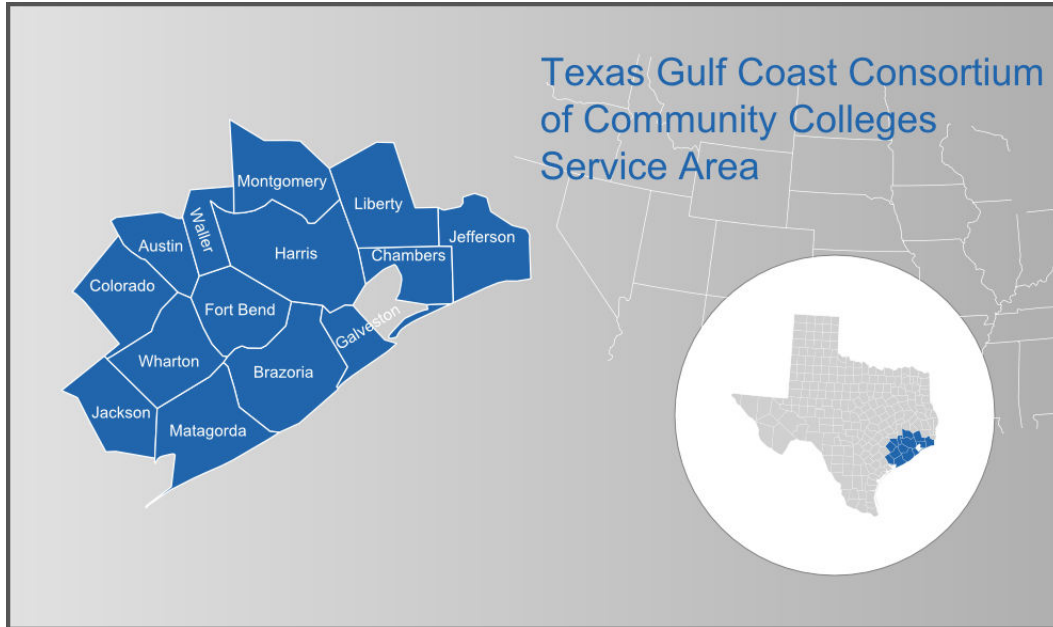 Texas Gulf Coast Consortium
of Community Colleges
Service Area
Montgomery
Liberty
Waller
Jefferson
Austin
Harris
Chambers
Colorado
Fort Bend
Galveston
Wharton
Brazoria
Jackson
Matagorda